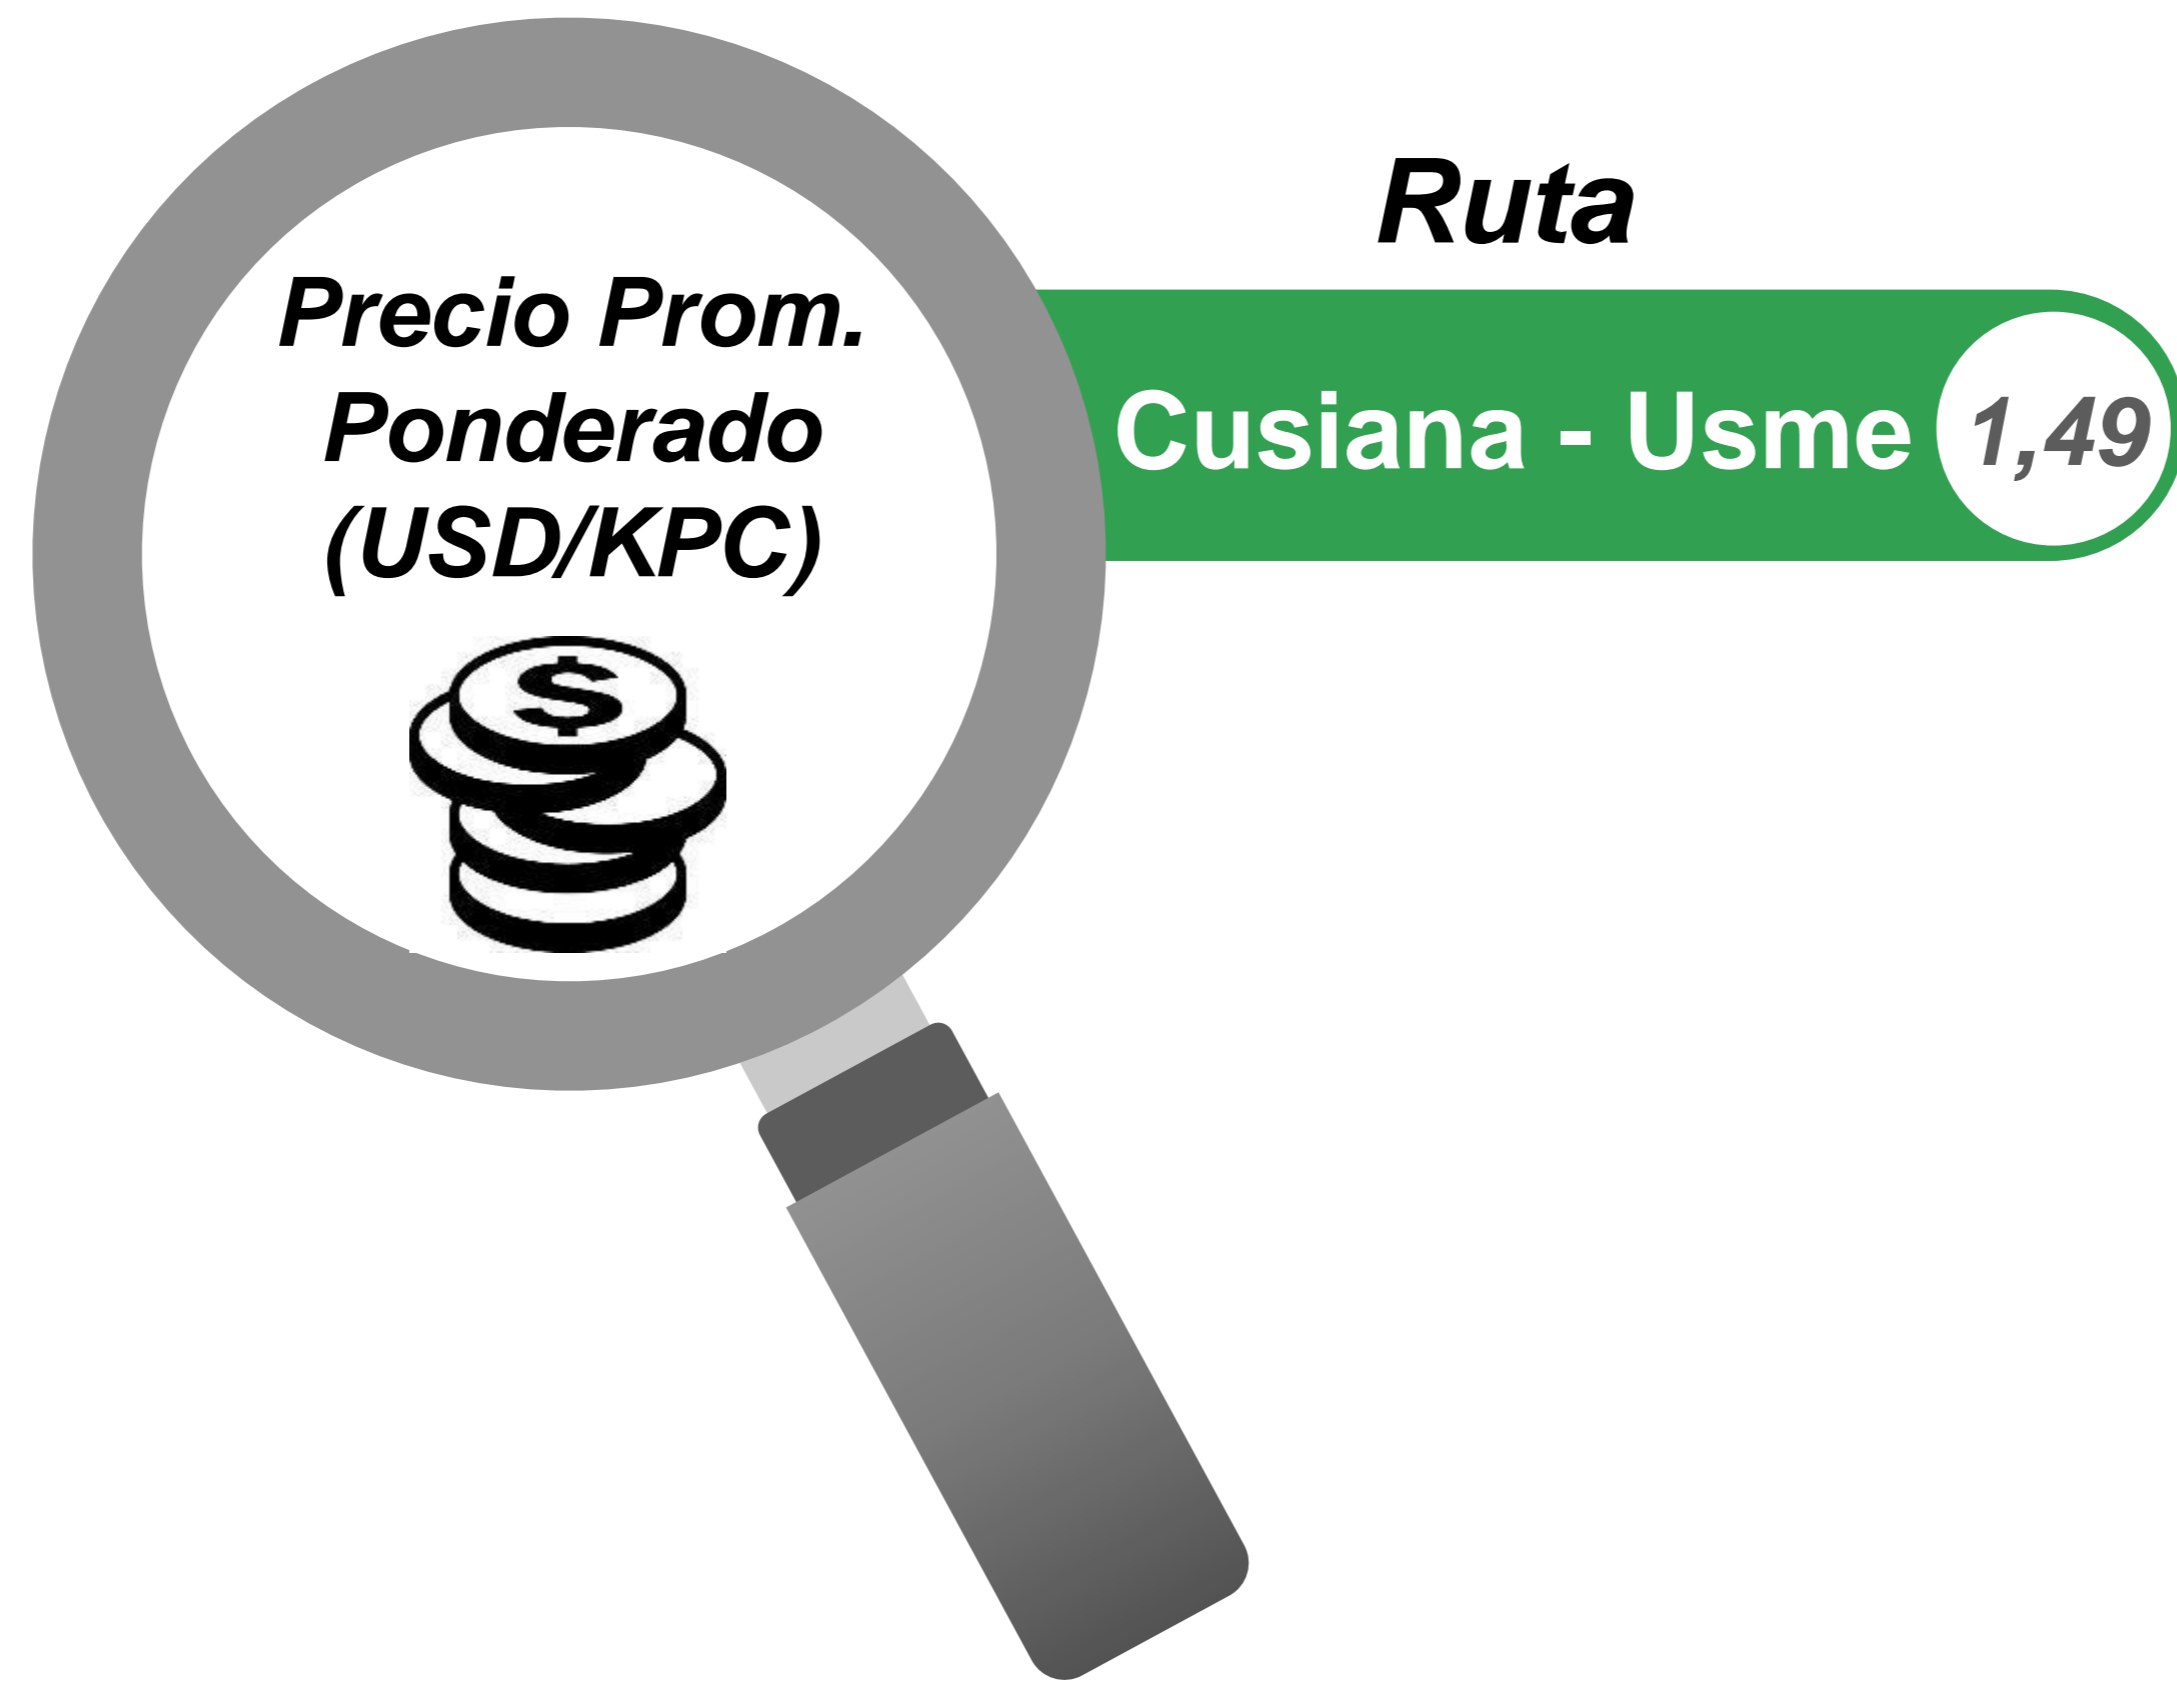 Precio Prom.
Ponderado
(USD/KPC)
$
Ruta
Cusiana - Usme 1,49